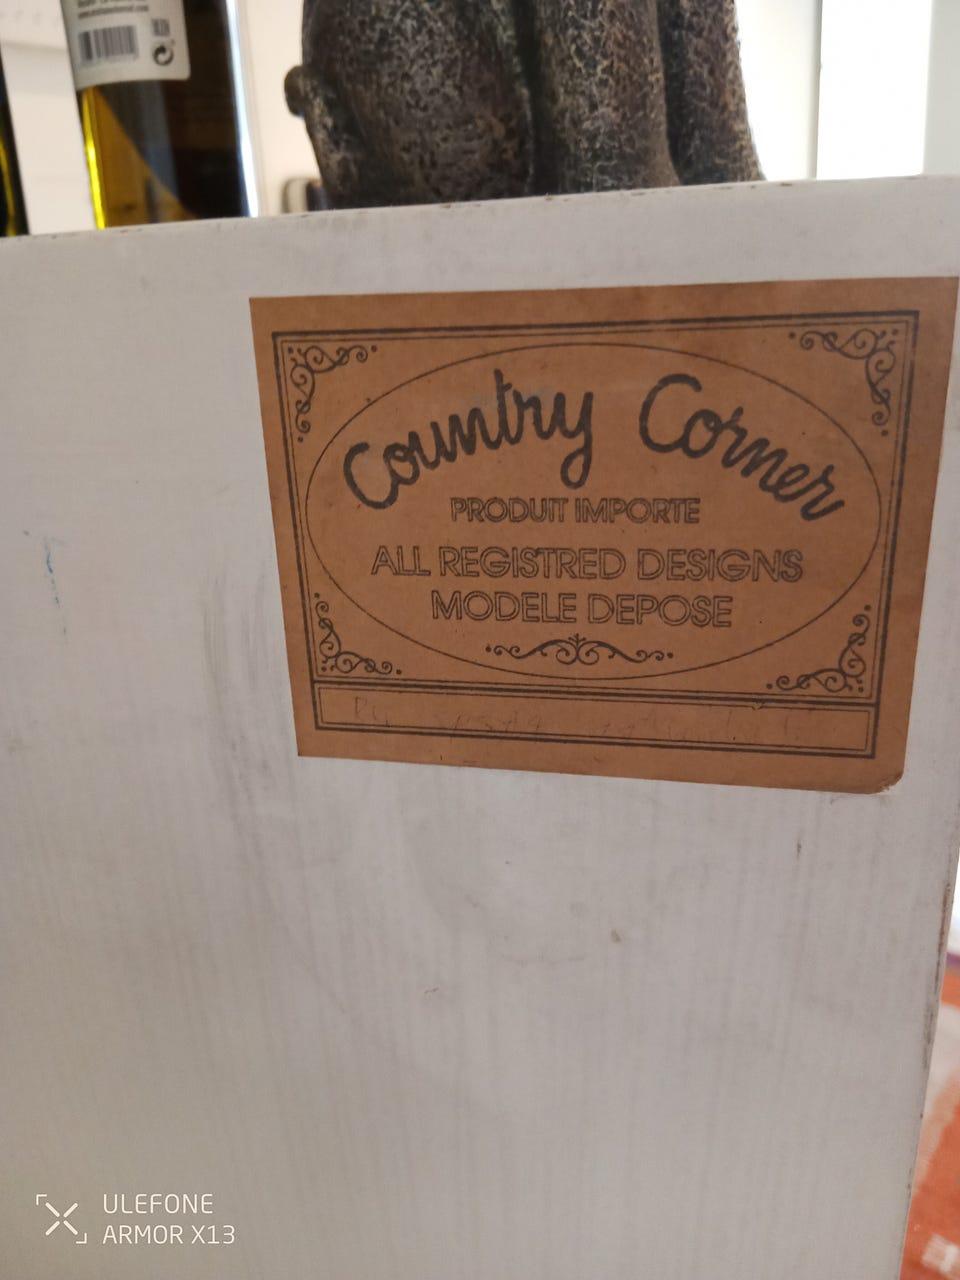 Country Corner
PRODUIT IMPORTE
ALL REGISTRED DESIGNS
MODELE DEPOSE
ULEFONE
ARMOR X13